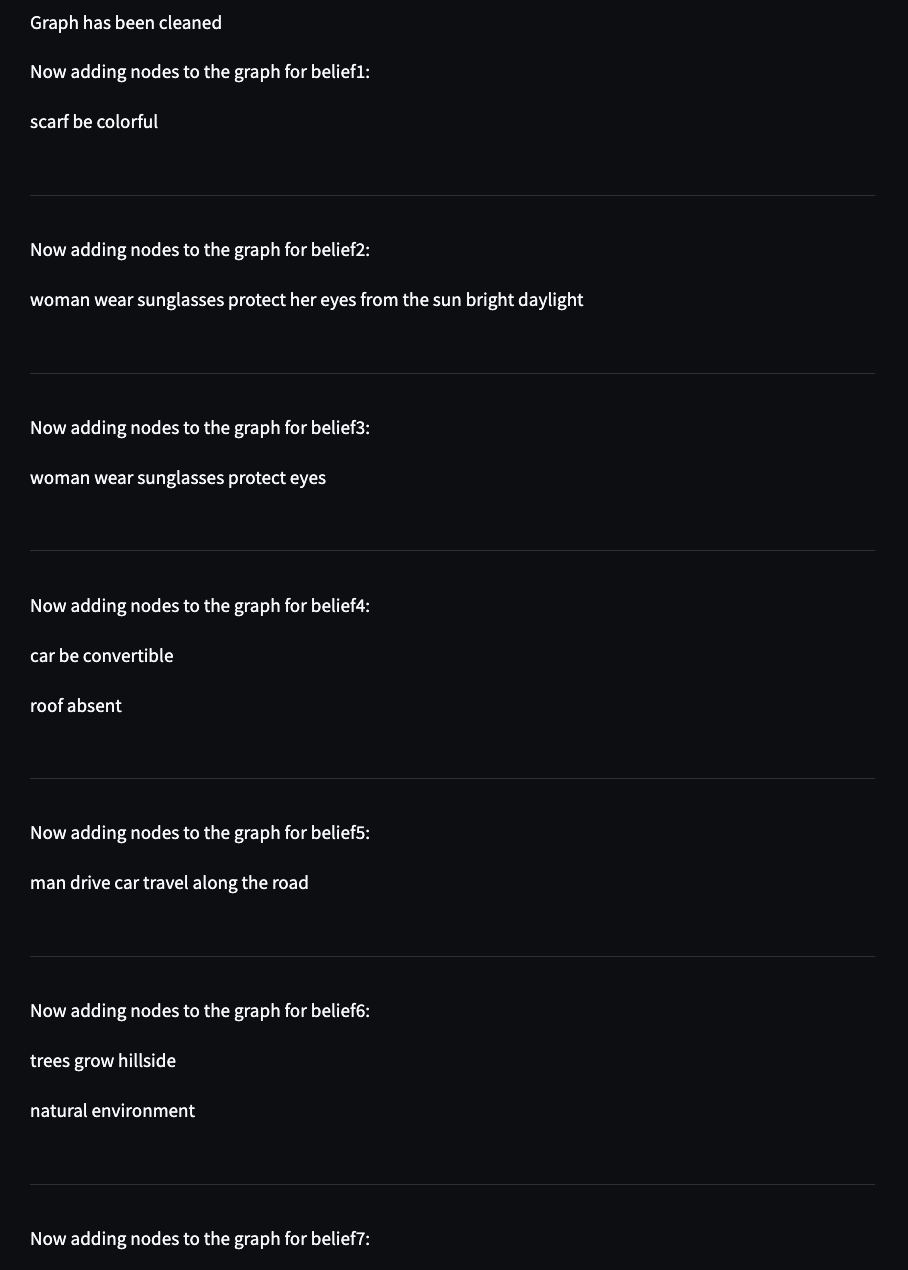 Graph has been cleaned
Now adding nodes to the graph for belief1:
scarf be colorful
Now adding nodes to the graph for belief2:
woman wear sunglasses protect her eyes from the sun bright daylight
Now adding nodes to the graph for belief3:
woman wear sunglasses protect eyes
Now adding nodes to the graph for belief4:
car be convertible
roof absent
Now adding nodes to the graph for belief5:
man drive car travel along the road
Now adding nodes to the graph for belief6:
trees grow hillside
natural environment
Now adding nodes to the graph for belief7: